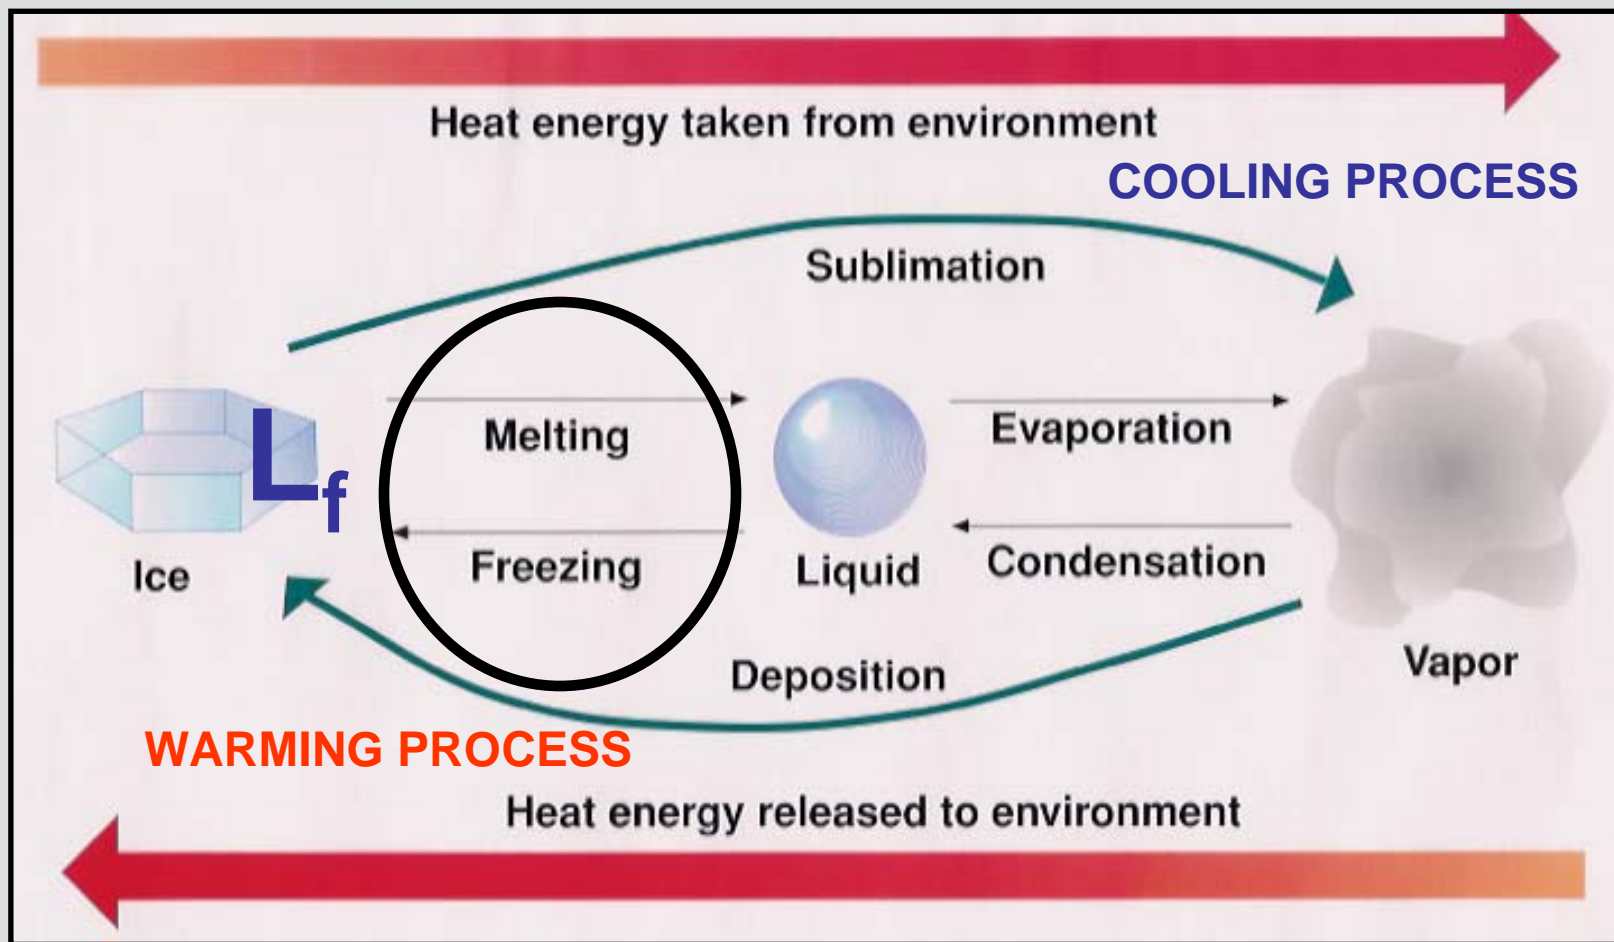 Heat energy taken from environment
COOLING PROCESS
Sublimation
Melting
Evaporation
Lf
Freezing
Condensation
Ice
Liquid
Vapor
Deposition
WARMING PROCESS
Heat energy released to environment